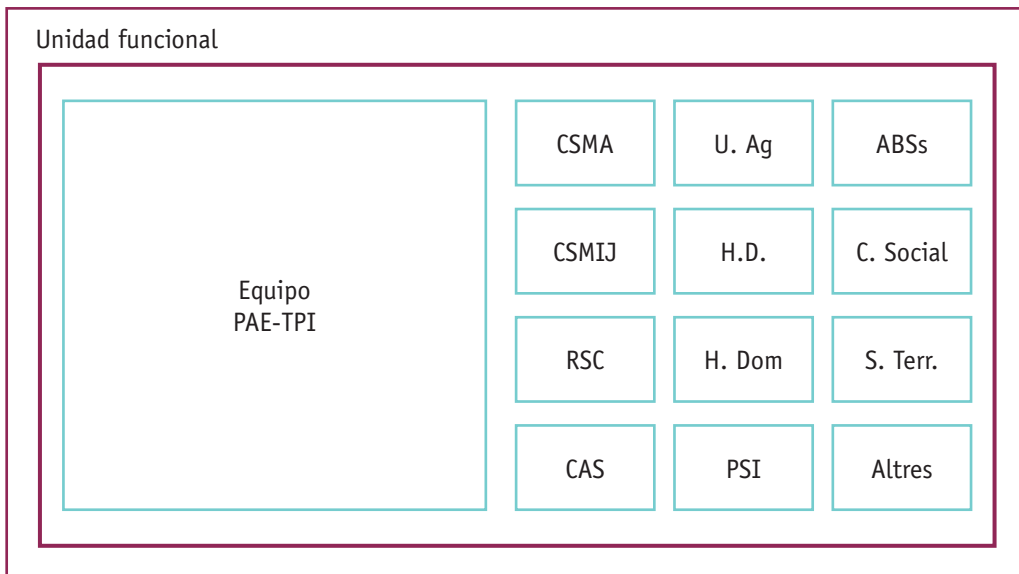 Unidad funcional
Equipo
PAE-TPI
CSMA
U. Ag
ABSs
CSMIJ
H.D.
C. Social
RSC
H. Dom
S. Terr.
CAS
PSI
Altres